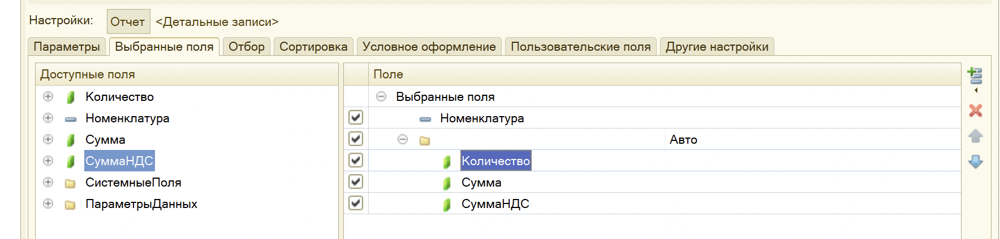 Настройки: Отчет <Детальные записи>
Параметры Выбранные поля Отбор Сортировка Условное оформление Пользовательские поля Другие настройки
Доступные поля
Количество
Номенклатура
Сумма
СуммаНДС
СистемныеПоля
ПараметрыДанных
Поле
Выбранные поля
Номенклатура
Авто
Количество
Сумма
СуммаНДС